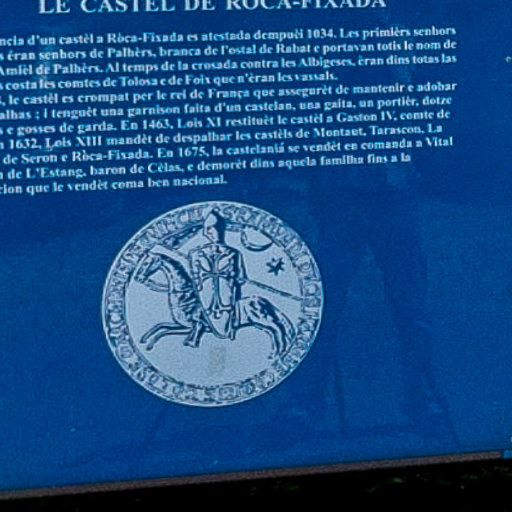 LE CASTÈL DE RÒCA-FIXADA
ncia d'un castèl a Ròca-Fixada es atestada dempuèi 1034. Les primièrs senhors
s éran senhors de Palhèrs, branca de l'ostal de Rabat e portavan totis le nom de
Amièl de Palhèrs. Al temps de la crosada contra les Albigeses, éran dins totas las
s costa les comtes de Tolosa e de Foix que n'èran les vassals.
, le castèl es crompat per le rei de França que assegurèt de mantenir e adobar
alhas ; i tenguèt una garnison faita d'un castelan, una gaita, un portièr, dotze
s e gosses de garda. En 1463, Loïs XI restituèt le castèl a Gaston IV, comte de
n 1632, Loïs XIII mandèt de despalhar les castèls de Montaut, Tarascon, La
de Seron e Ròca-Fixada. En 1675, la castelaniá se vendèt en comanda a Vital
a de L'Estang, baron de Cèlas, e demorèt dins aquela familha fins a la
cion que le vendèt coma ben nacional.